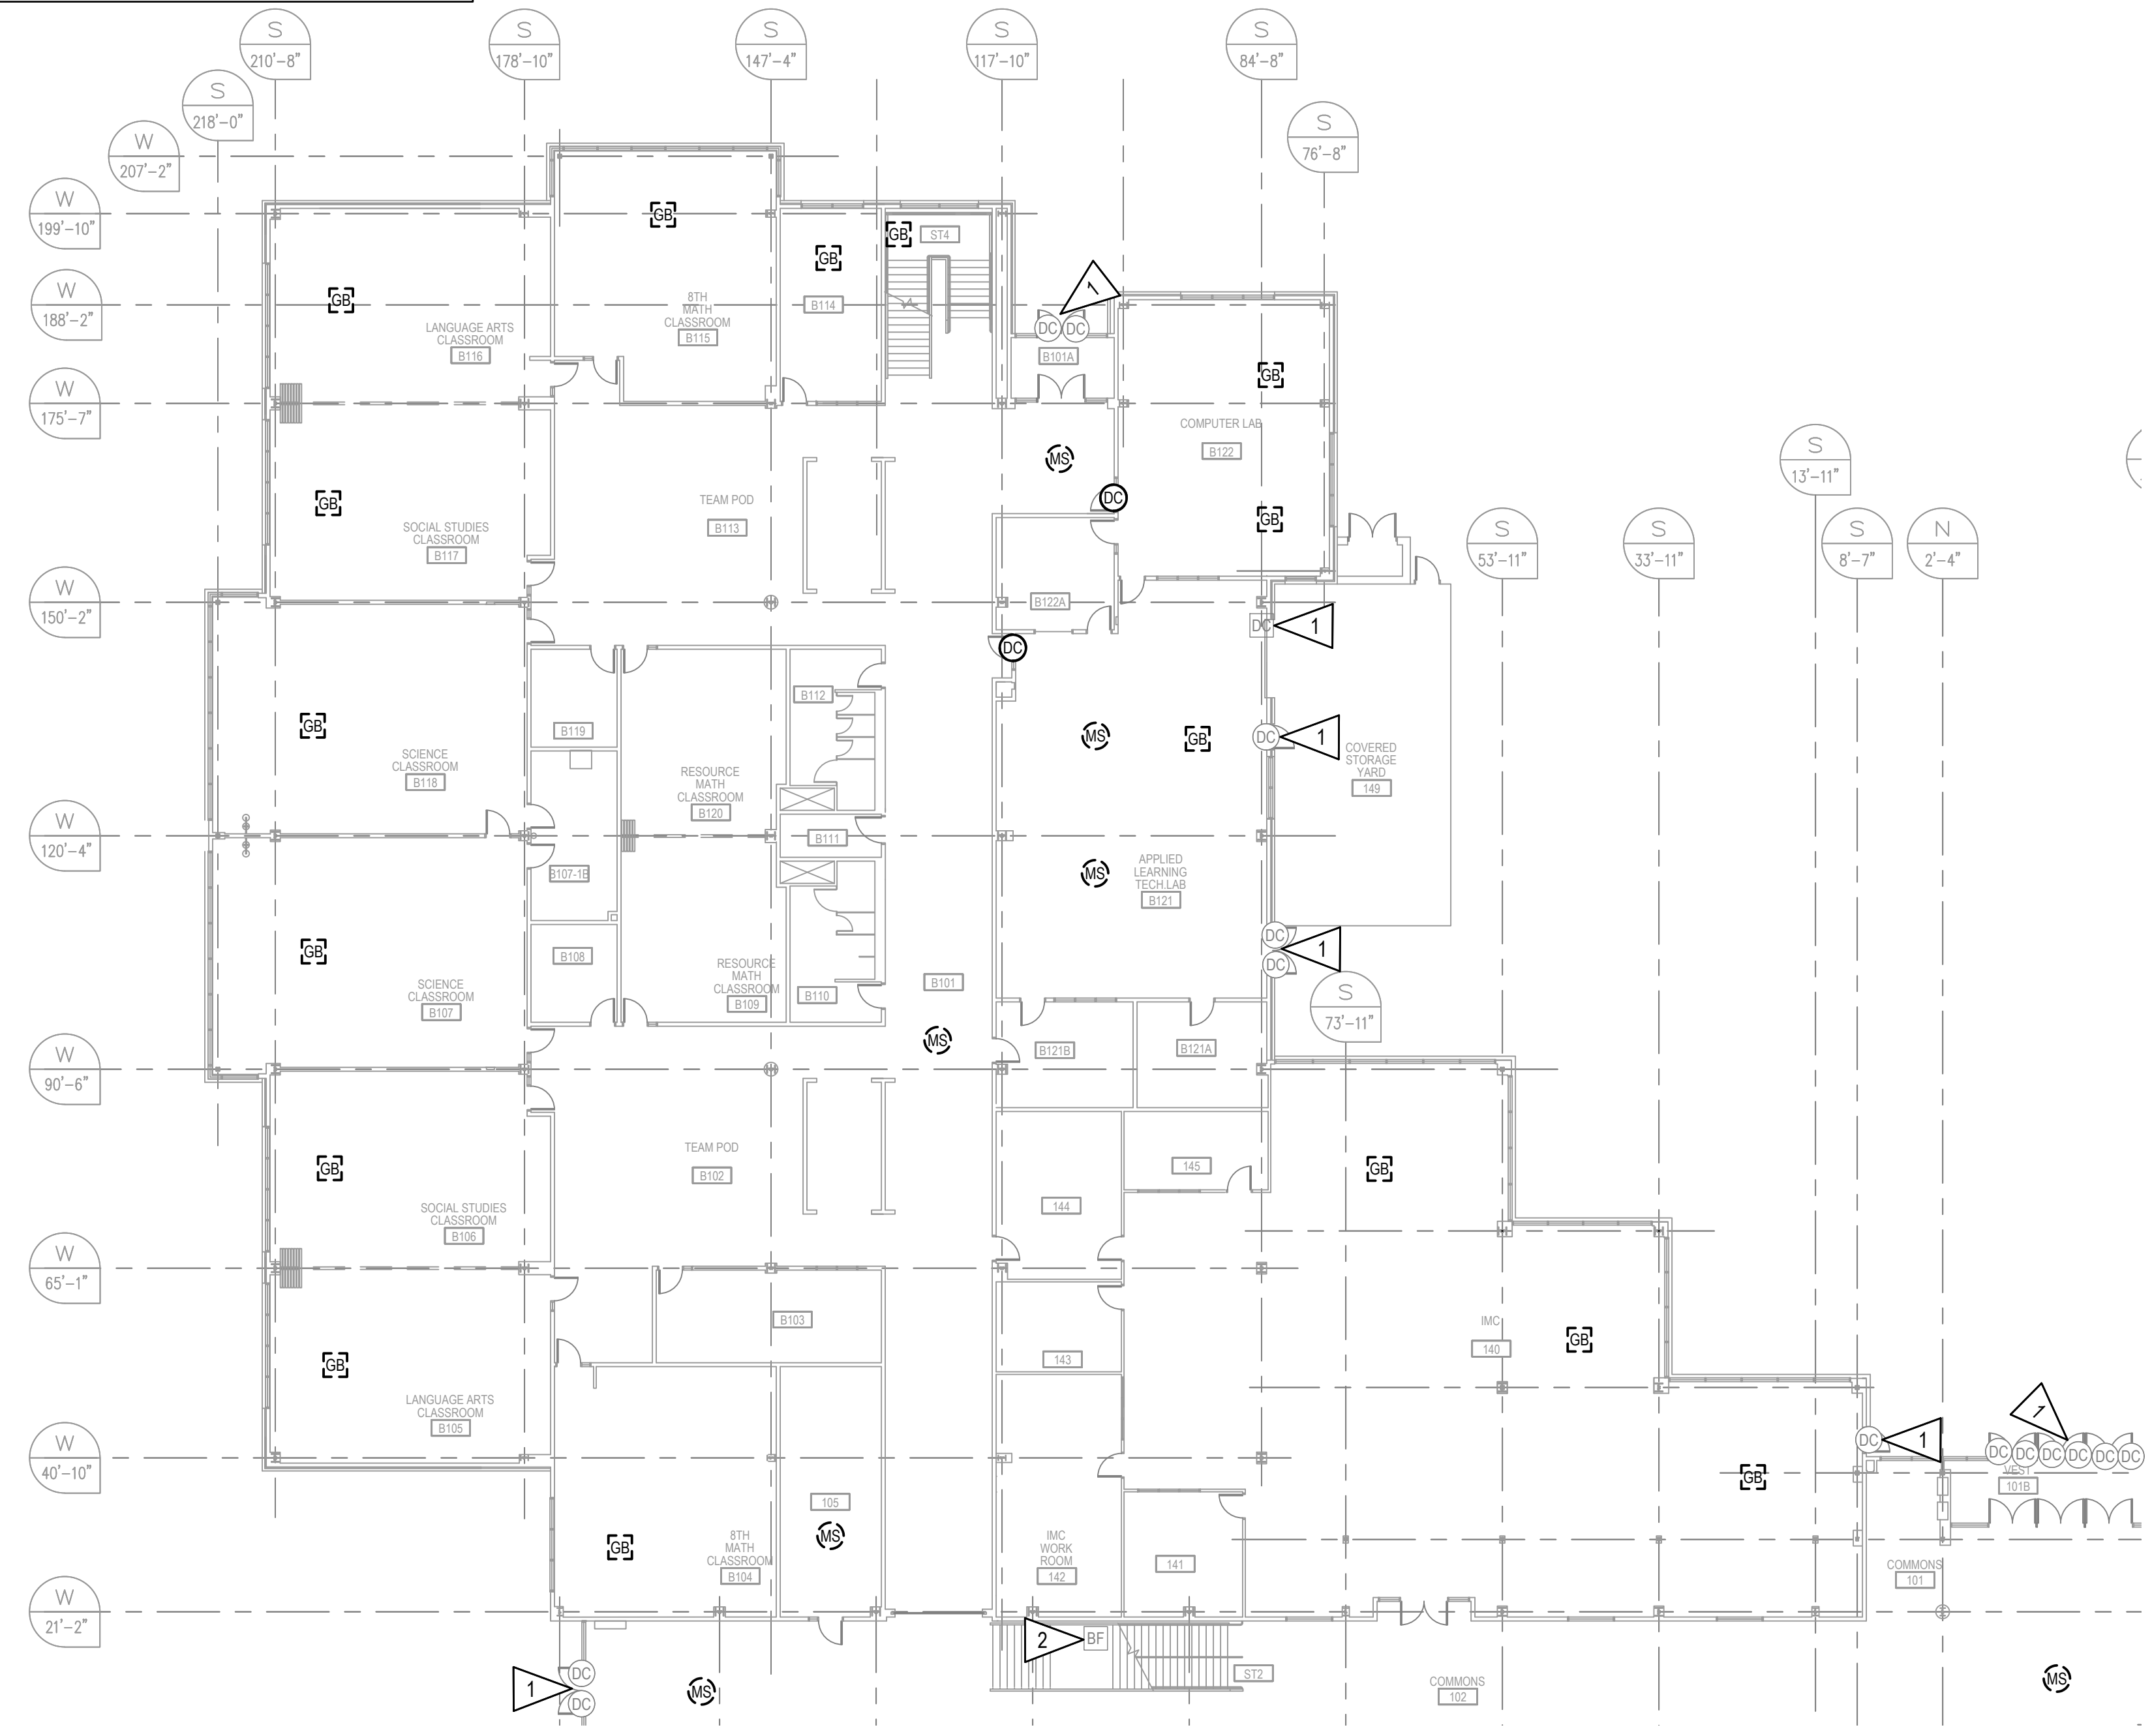 S
210'-8"
S
178'-10"
S
147'-4"
S
117'-10"
S
84'-8"
S
218'-0"
S
76'-8"
W
207'-2"
W
199'-10"
GB
GB
ST4
GB
GB
B114
W
188'-2"
1
8TH
MATH
CLASSROOM
B115
LANGUAGE ARTS
CLASSROOM
B116
DC
DC
B101A
GB
W
175'-7"
COMPUTER LAB
B122
MS
S
13'-11"
GB
TEAM POD
B113
SOCIAL STUDIES
CLASSROOM
B117
DC
GB
S
53'-11"
S
33'-11"
S
8'-7"
N
2'-4"
W
150'-2"
B122A
DC
1
DC
B112
GB
B119
MS
GB
DC
1
COVERED
STORAGE
YARD
149
SCIENCE
CLASSROOM
B118
RESOURCE
MATH
CLASSROOM
B120
W
120'-4"
B111
B107-1B
MS
APPLIED
LEARNING
TECH.LAB
B121
GB
B108
DC
DC
1
SCIENCE
CLASSROOM
B107
RESOURCE
MATH
CLASSROOM
B109
B110
B101
S
73'-11"
MS
B121B
B121A
W
90'-6"
GB
TEAM POD
B102
145
GB
SOCIAL STUDIES
CLASSROOM
B106
144
W
65'-1"
B103
IMC
140
GB
GB
143
LANGUAGE ARTS
CLASSROOM
B105
1
DC
1
DC
DC
DC
DC
DC
DC
VEST
101B
W
40'-10"
GB
105
MS
GB
8TH
MATH
CLASSROOM
B104
IMC
WORK
ROOM
142
141
COMMONS
101
W
21'-2"
2
BF
ST2
1
DC
DC
MS
COMMONS
102
MS